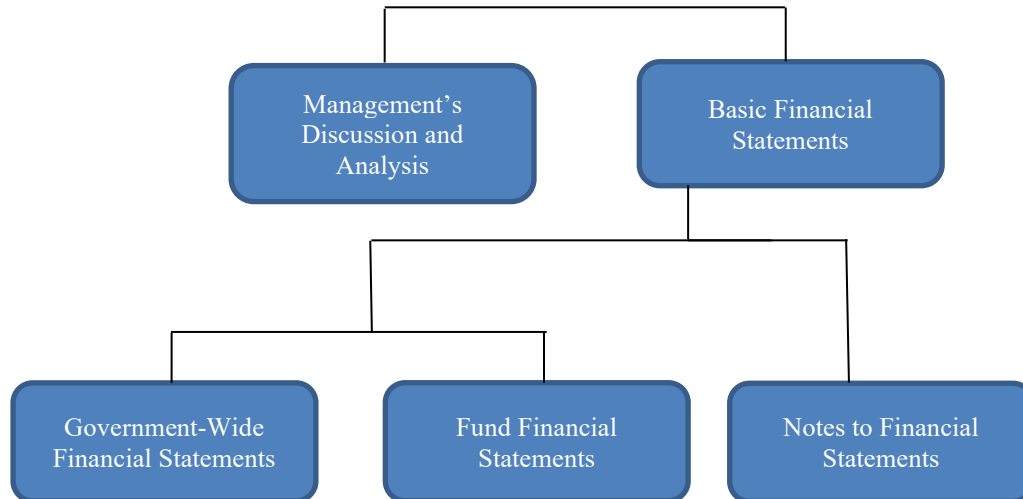 Management’s
Discussion and
Analysis
Basic Financial
Statements
Government-Wide
Financial Statements
Fund Financial
Statements
Notes to Financial
Statements